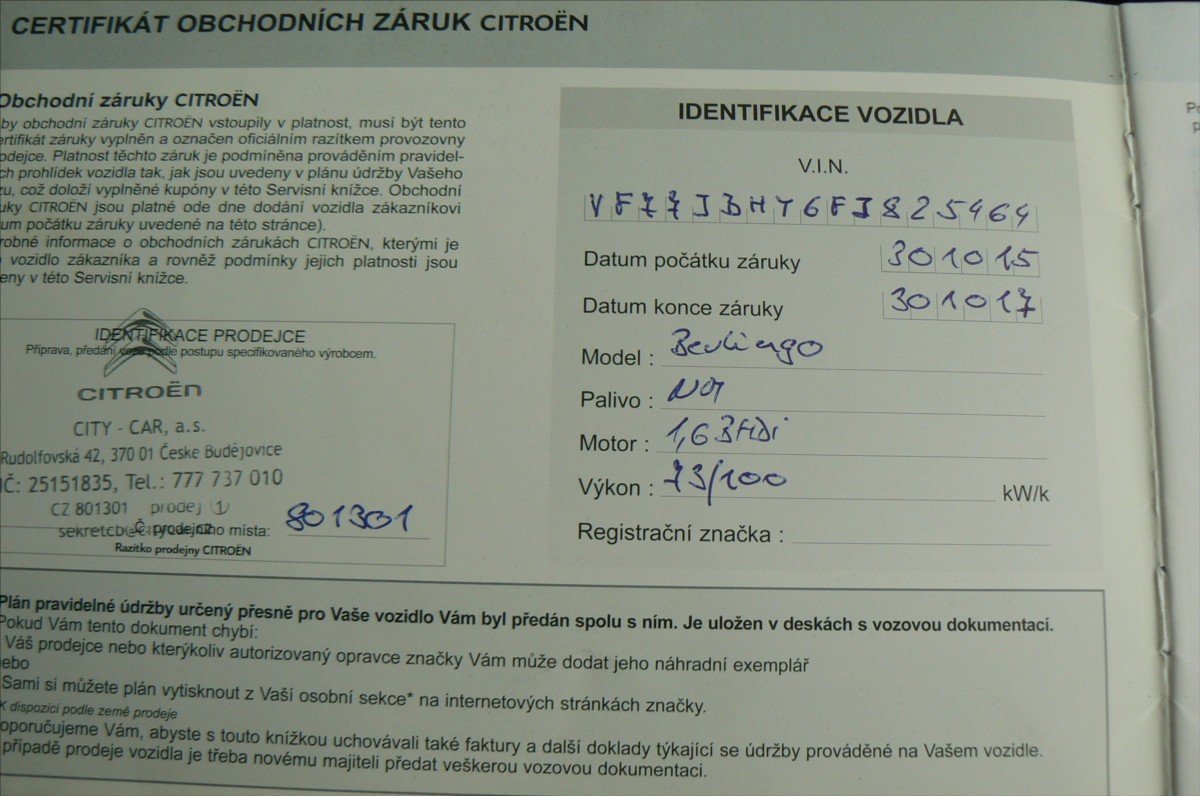 CERTIFIKÁT OBCHODNÍCH ZÁRUK CITROËN
Obchodní záruky CITROËN
by obchodní záruky CITROËN vstoupily v platnost, musí být tento
ertifikát záruky vyplněn a označen oficiálním razítkem provozovny
odejce. Platnost těchto záruk je podmíněna prováděním pravidel-
ch prohlídek vozidla tak, jak jsou uvedeny v plánu údržby Vašeho
zu, což doloží vyplněné kupóny v této Servisní knížce. Obchodní
uky CITROËN jsou platné ode dne dodání vozidla zákazníkovi
um počátku záruky uvedené na této stránce).
robné informace o obchodních zárukách CITROËN, kterými je
vozidlo zákazníka a rovněž podmínky jejich platnosti jsou
eny v této Servisní knížce.
IDENTIFIKACE PRODEJCE
Příprava, předání vozu podle postupu specifikovaného výrobcem.
CITROËN
CITY - CAR, a.s.
Rudolfovská 42, 370 01 České Budějovice
IČ: 25151835, Tel.: 777 737 010
CZ 801301 prodej 1
Č. prodejního místa: 801301
Razítko prodejny CITROËN
IDENTIFIKACE VOZIDLA
V.I.N.
VF77JBHY6FJ825464
Datum počátku záruky 301015
Datum konce záruky 301017
Model : Berlingo
Palivo : NM
Motor : 1,6 BHDi
Výkon : 73/100 kW/k
Registrační značka :
Plán pravidelné údržby určený přesně pro Vaše vozidlo Vám byl předán spolu s ním. Je uložen v deskách s vozovou dokumentací.
Pokud Vám tento dokument chybí:
Váš prodejce nebo kterýkoliv autorizovaný opravce značky Vám může dodat jeho náhradní exemplář
ebo
Sami si můžete plán vytisknout z Vaší osobní sekce* na internetových stránkách značky.
K dispozici podle země prodeje
oporučujeme Vám, abyste s touto knížkou uchovávali také faktury a další doklady týkající se údržby prováděné na Vašem vozidle.
případě prodeje vozidla je třeba novému majiteli předat veškerou vozovou dokumentaci.